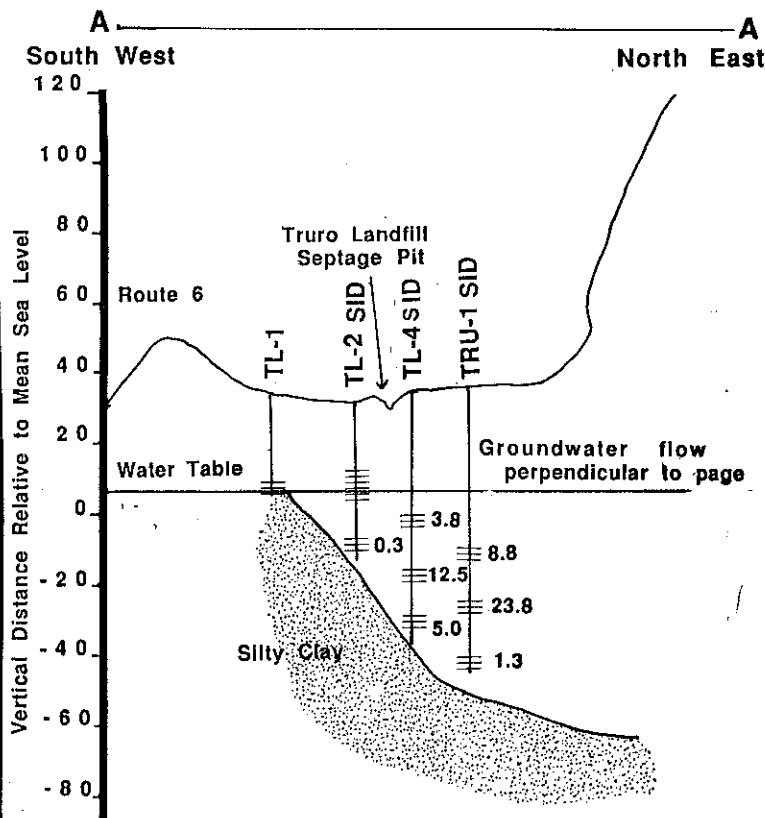 A A
South West North East
120
100
80
60
40
20
0
-20
-40
-60
-80
Vertical Distance Relative to Mean Sea Level
Route 6
Truro Landfill
Septage Pit
TL-1
TL-2 SID
TL-4 SID
TRU-1 SID
Water Table
Groundwater flow
perpendicular to page
0.3
3.8
12.5
5.0
8.8
23.8
1.3
Silty Clay